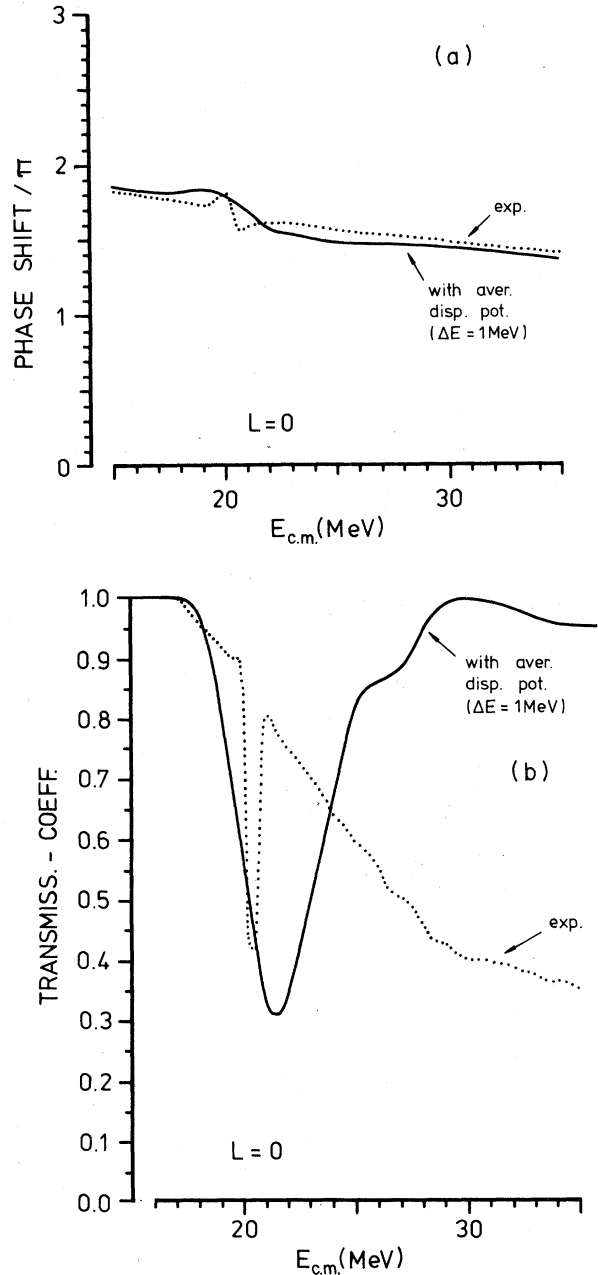 3
(a)
2
exp.
with aver.
disp. pot.
(ΔE = 1MeV)
1
PHASE SHIFT / π
L = 0
0
20
30
E c.m. (MeV)
1.0
0.9
with aver.
disp. pot.
(ΔE = 1MeV)
0.8
(b)
0.7
0.6
0.5
exp.
0.4
0.3
0.2
0.1
0.0
TRANSMISS. - COEFF.
L = 0
20
30
E c.m. (MeV)